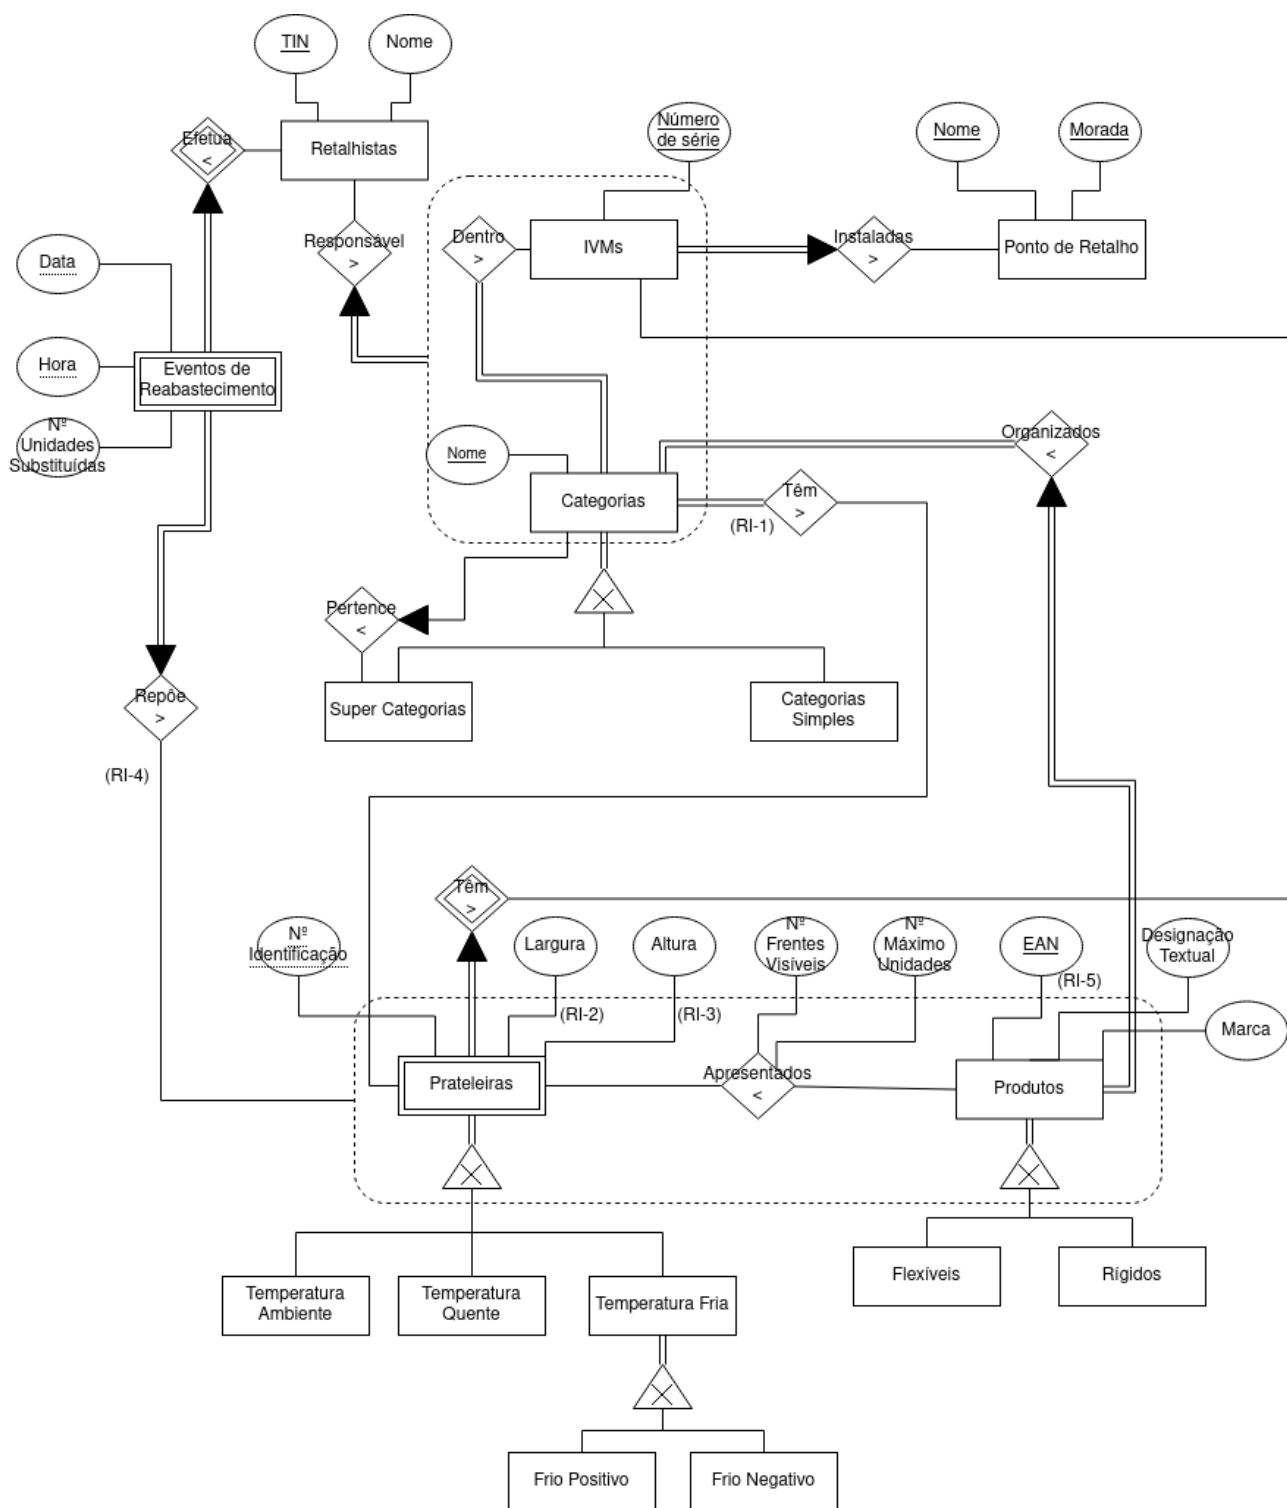 TIN
Nome
Efetua
<
Retalhistas
Número
de série
Nome
Morada
Responsável
>
Dentro
>
IVMs
Instaladas
>
Ponto de Retalho
Data
Hora
Eventos de
Reabastecimento
Nº
Unidades
Substituídas
Nome
Categorias
Organizados
<
Têm
>
(RI-1)
Pertence
<
Repõe
>
Super Categorias
Categorias
Simples
(RI-4)
Têm
>
Nº
Identificação
Largura
Altura
Nº
Frentes
Visíveis
Nº
Máximo
Unidades
EAN
Designação
Textual
(RI-2)
(RI-3)
(RI-5)
Marca
Prateleiras
Apresentados
<
Produtos
Temperatura
Ambiente
Temperatura
Quente
Temperatura Fria
Flexíveis
Rígidos
Frio Positivo
Frio Negativo